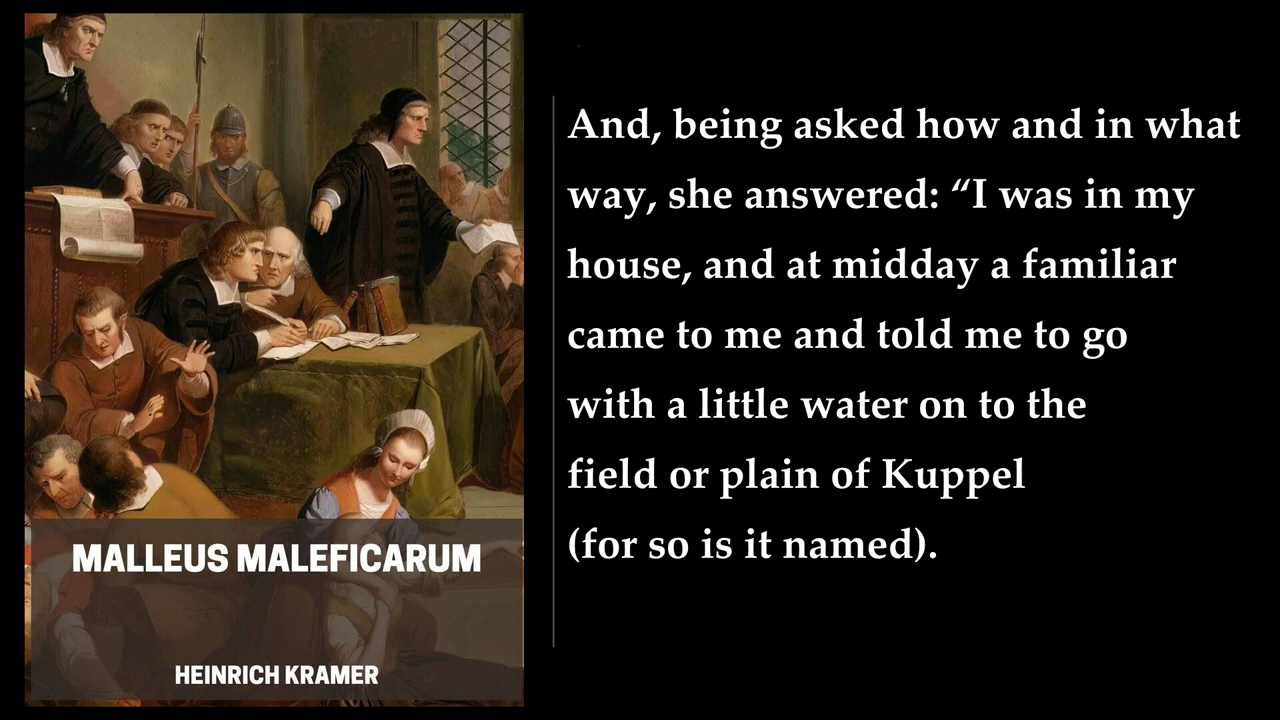 MALLEUS MALEFICARUM
HEINRICH KRAMER
And, being asked how and in what
way, she answered: “I was in my
house, and at midday a familiar
came to me and told me to go
with a little water on to the
field or plain of Kuppel
(for so is it named).